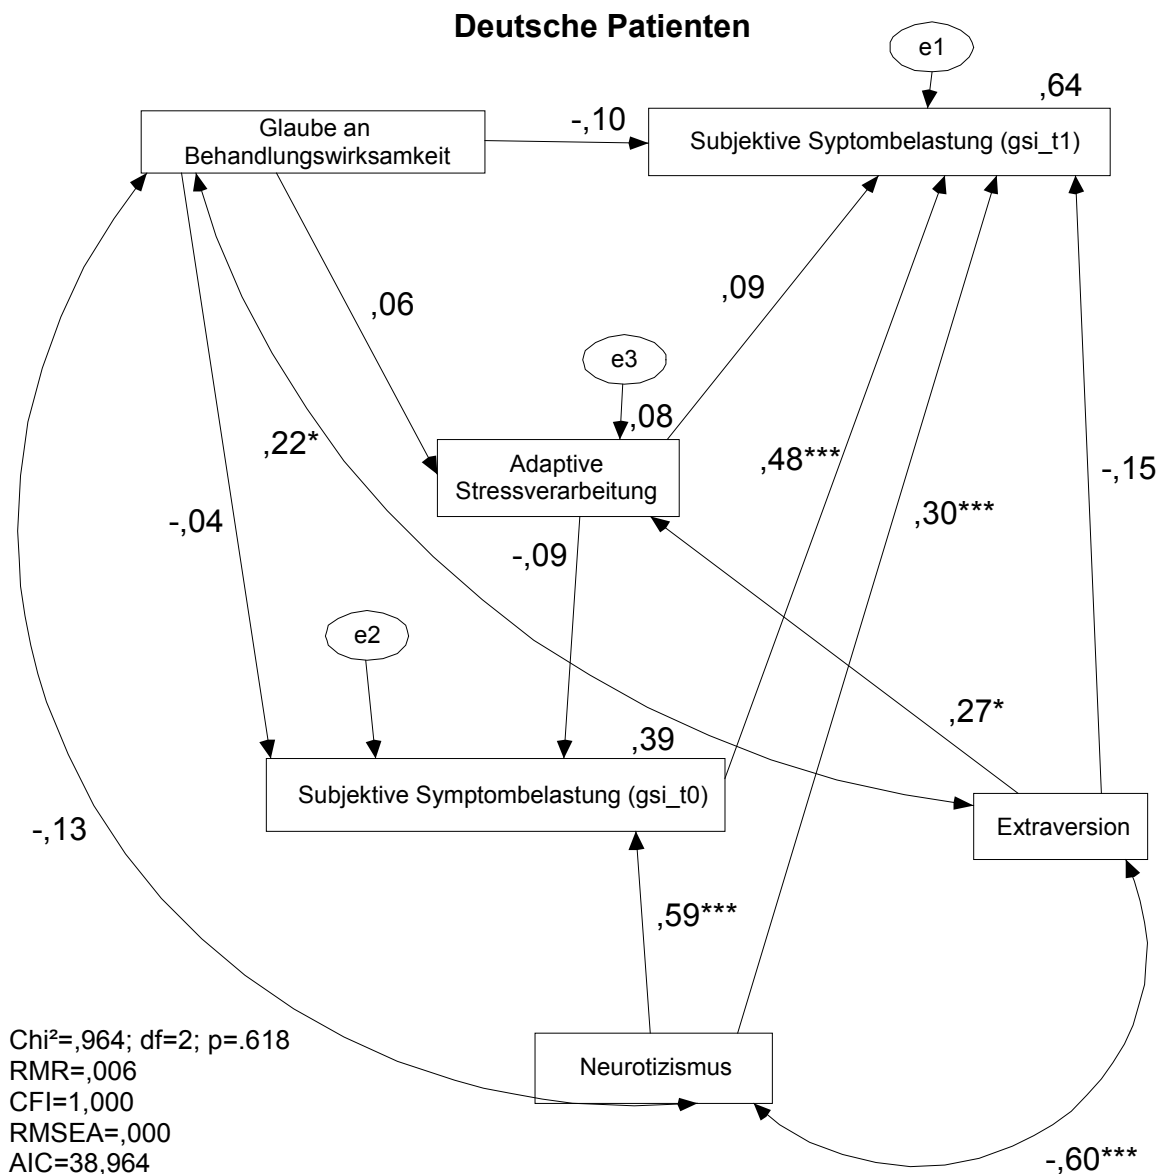 Deutsche Patienten
e1
,64
Glaube an
Behandlungswirksamkeit
-,10
Subjektive Syptombelastung (gsi_t1)
,06
,09
e3
,08
,22*
Adaptive
Stressverarbeitung
,48***
-,15
,30***
-,04
-,09
e2
,27*
,39
Subjektive Symptombelastung (gsi_t0)
Extraversion
-,13
,59***
Neurotizismus
-,60***
Chi²=,964; df=2; p=.618
RMR=,006
CFI=1,000
RMSEA=,000
AIC=38,964